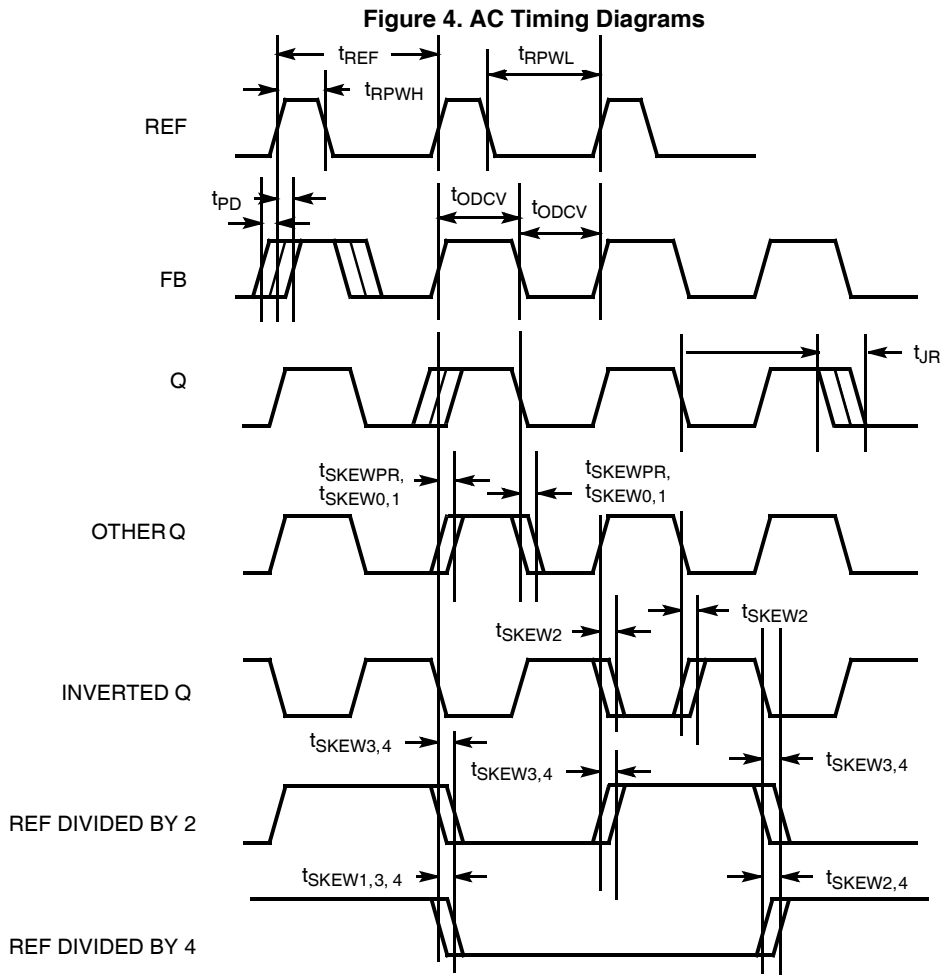 Figure 4. AC Timing Diagrams
tREF
tRPWL
tRPWH
REF
tPD
tODCV
tODCV
FB
tJR
Q
tSKEWPR,
tSKEW0,1
tSKEWPR,
tSKEW0,1
OTHER Q
tSKEW2
tSKEW2
INVERTED Q
tSKEW3,4
tSKEW3,4
tSKEW3,4
REF DIVIDED BY 2
tSKEW1,3, 4
tSKEW2,4
REF DIVIDED BY 4